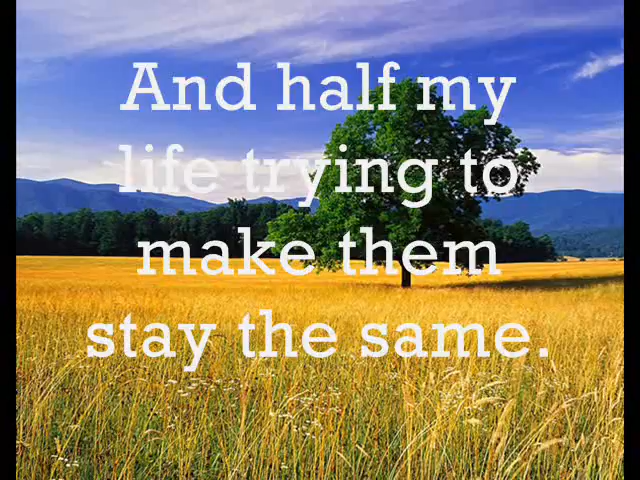 And half my
life trying to
make them
stay the same.